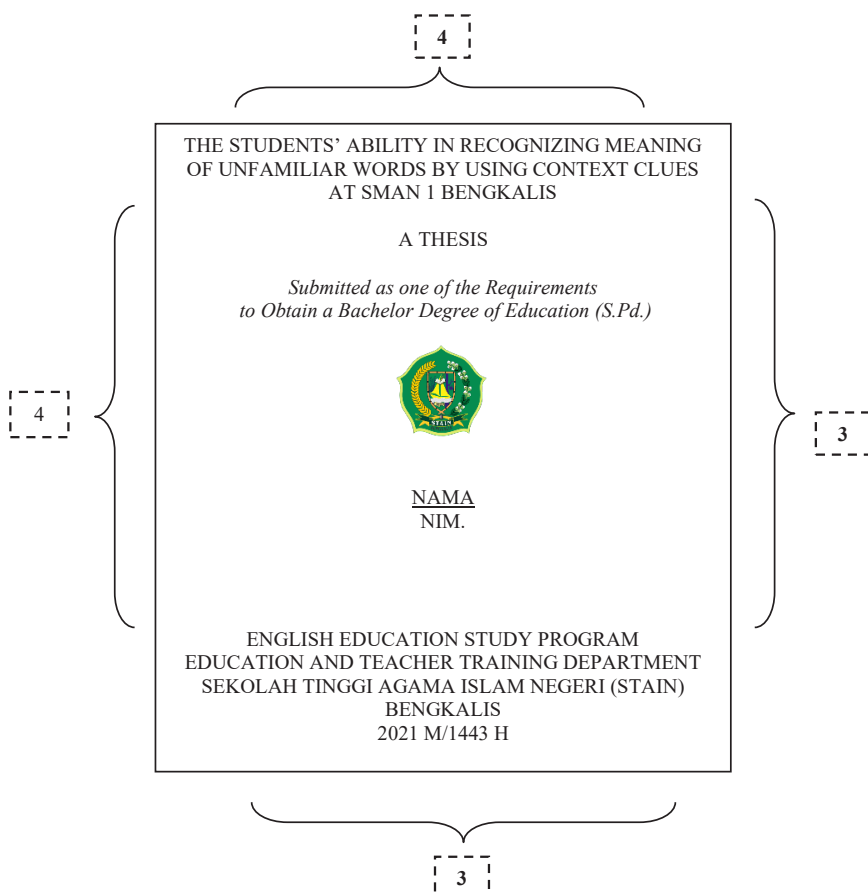 4
THE STUDENTS’ ABILITY IN RECOGNIZING MEANING
OF UNFAMILIAR WORDS BY USING CONTEXT CLUES
AT SMAN 1 BENGKALIS
A THESIS
Submitted as one of the Requirements
to Obtain a Bachelor Degree of Education (S.Pd.)
STAIN
4
3
NAMA
NIM.
ENGLISH EDUCATION STUDY PROGRAM
EDUCATION AND TEACHER TRAINING DEPARTMENT
SEKOLAH TINGGI AGAMA ISLAM NEGERI (STAIN)
BENGKALIS
2021 M/1443 H
3